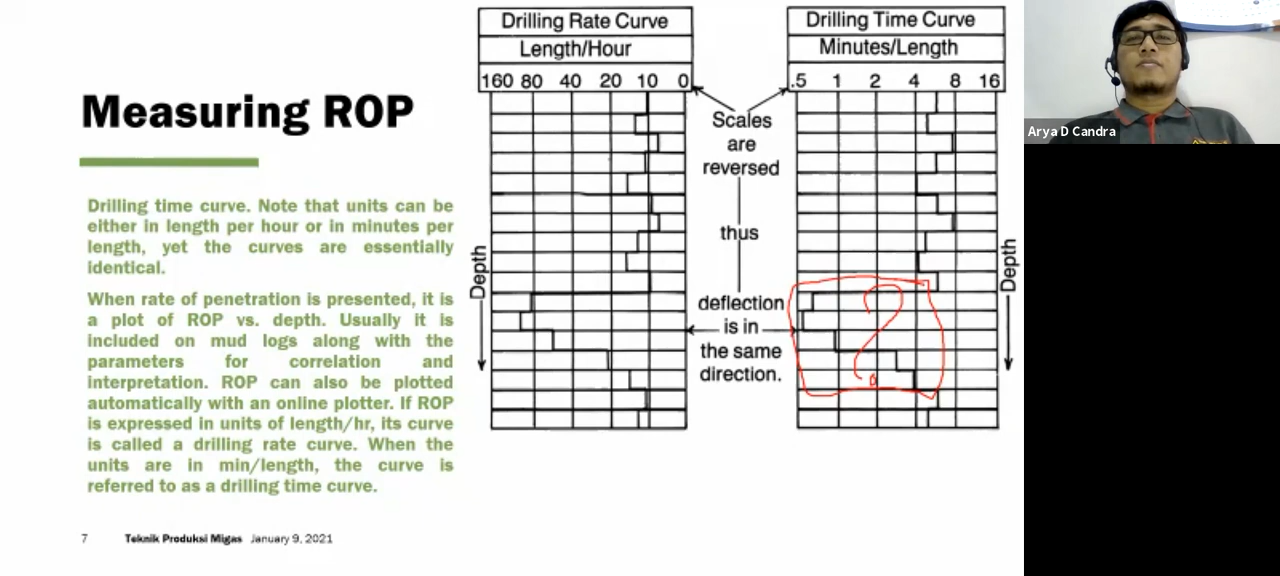 Measuring ROP
Drilling time curve. Note that units can be
either in length per hour or in minutes per
length, yet the curves are essentially
identical.
When rate of penetration is presented, it is
a plot of ROP vs. depth. Usually it is
included on mud logs along with the
parameters for correlation and
interpretation. ROP can also be plotted
automatically with an online plotter. If ROP
is expressed in units of length/hr, its curve
is called a drilling rate curve. When the
units are in min/length, the curve is
referred to as a drilling time curve.
7 Teknik Produksi Migas January 9, 2021
Drilling Rate Curve
Length/Hour
160 80 40 20 10 0
Depth
Scales
are
reversed
thus
deflection
is in
the same
direction.
Drilling Time Curve
Minutes/Length
.5 1 2 4 8 16
?
Depth
Arya D Candra